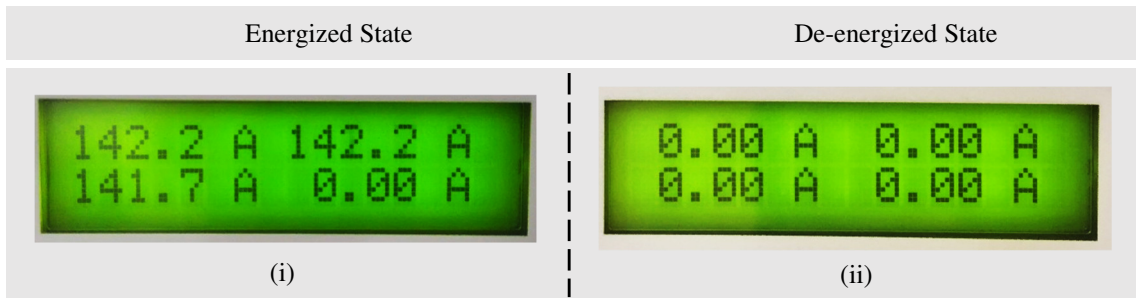 Energized State
De-energized State
142.2 A 142.2 A
141.7 A 0.00 A
0.00 A 0.00 A
0.00 A 0.00 A
(i)
(ii)